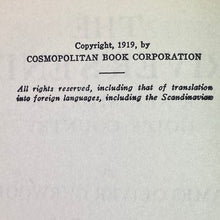 Copyright, 1919, by
COSMOPOLITAN BOOK CORPORATION
All rights reserved, including that of translation
into foreign languages, including the Scandinavian